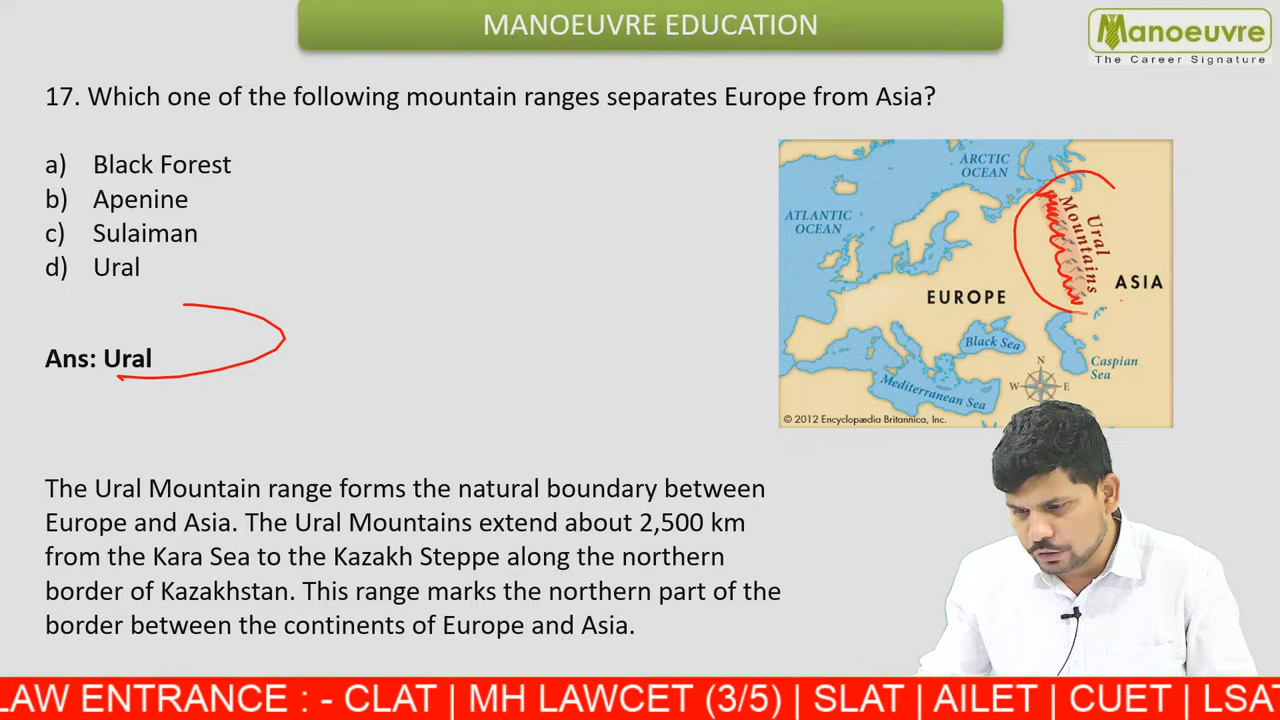 MANOEUVRE EDUCATION
Manoeuvre
The Career Signature
17. Which one of the following mountain ranges separates Europe from Asia?
a) Black Forest
b) Apenine
c) Sulaiman
d) Ural
Ans: Ural
ARCTIC
OCEAN
ATLANTIC
OCEAN
Ural
Mountains
EUROPE
ASIA
Black Sea
Caspian
Sea
Mediterranean Sea
N
W E
© 2012 Encyclopædia Britannica, Inc.
The Ural Mountain range forms the natural boundary between
Europe and Asia. The Ural Mountains extend about 2,500 km
from the Kara Sea to the Kazakh Steppe along the northern
border of Kazakhstan. This range marks the northern part of the
border between the continents of Europe and Asia.
LAW ENTRANCE : - CLAT | MH LAWCET (3/5) | SLAT | AILET | CUET | LSAT